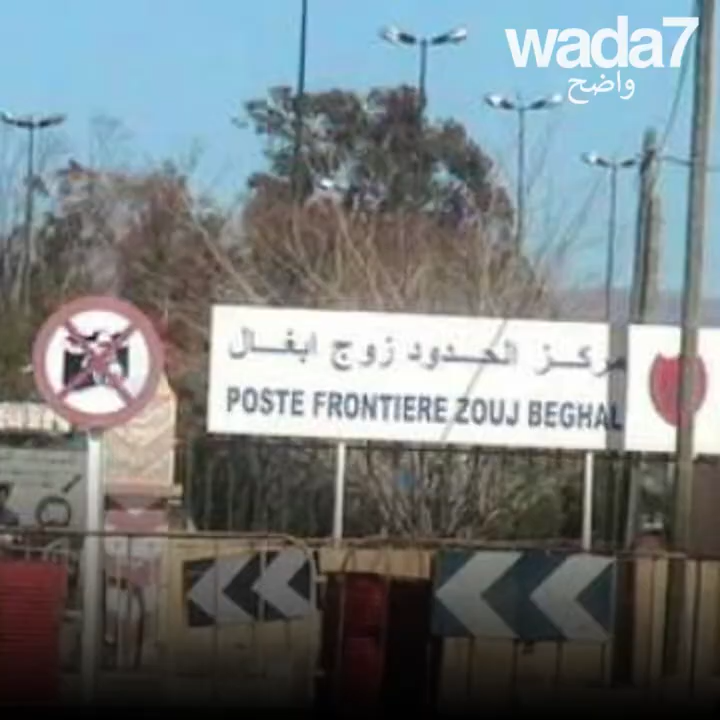 wada7
واضح
مركز الحدود زوج ابغال
POSTE FRONTIERE ZOUJ BEGHAL